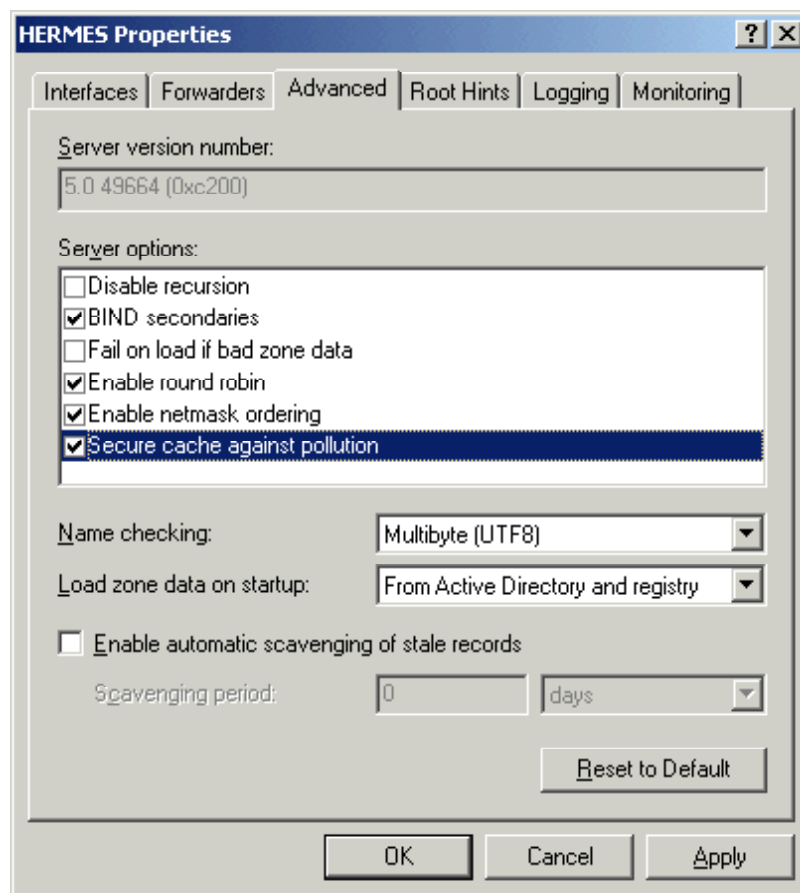 HERMES Properties
Interfaces Forwarders Advanced Root Hints Logging Monitoring
Server version number:
5.0 49664 (0xc200)
Server options:
Disable recursion
BIND secondaries
Fail on load if bad zone data
Enable round robin
Enable netmask ordering
Secure cache against pollution
Name checking: Multibyte (UTF8)
Load zone data on startup: From Active Directory and registry
Enable automatic scavenging of stale records
Scavenging period: 0 days
Reset to Default
OK Cancel Apply